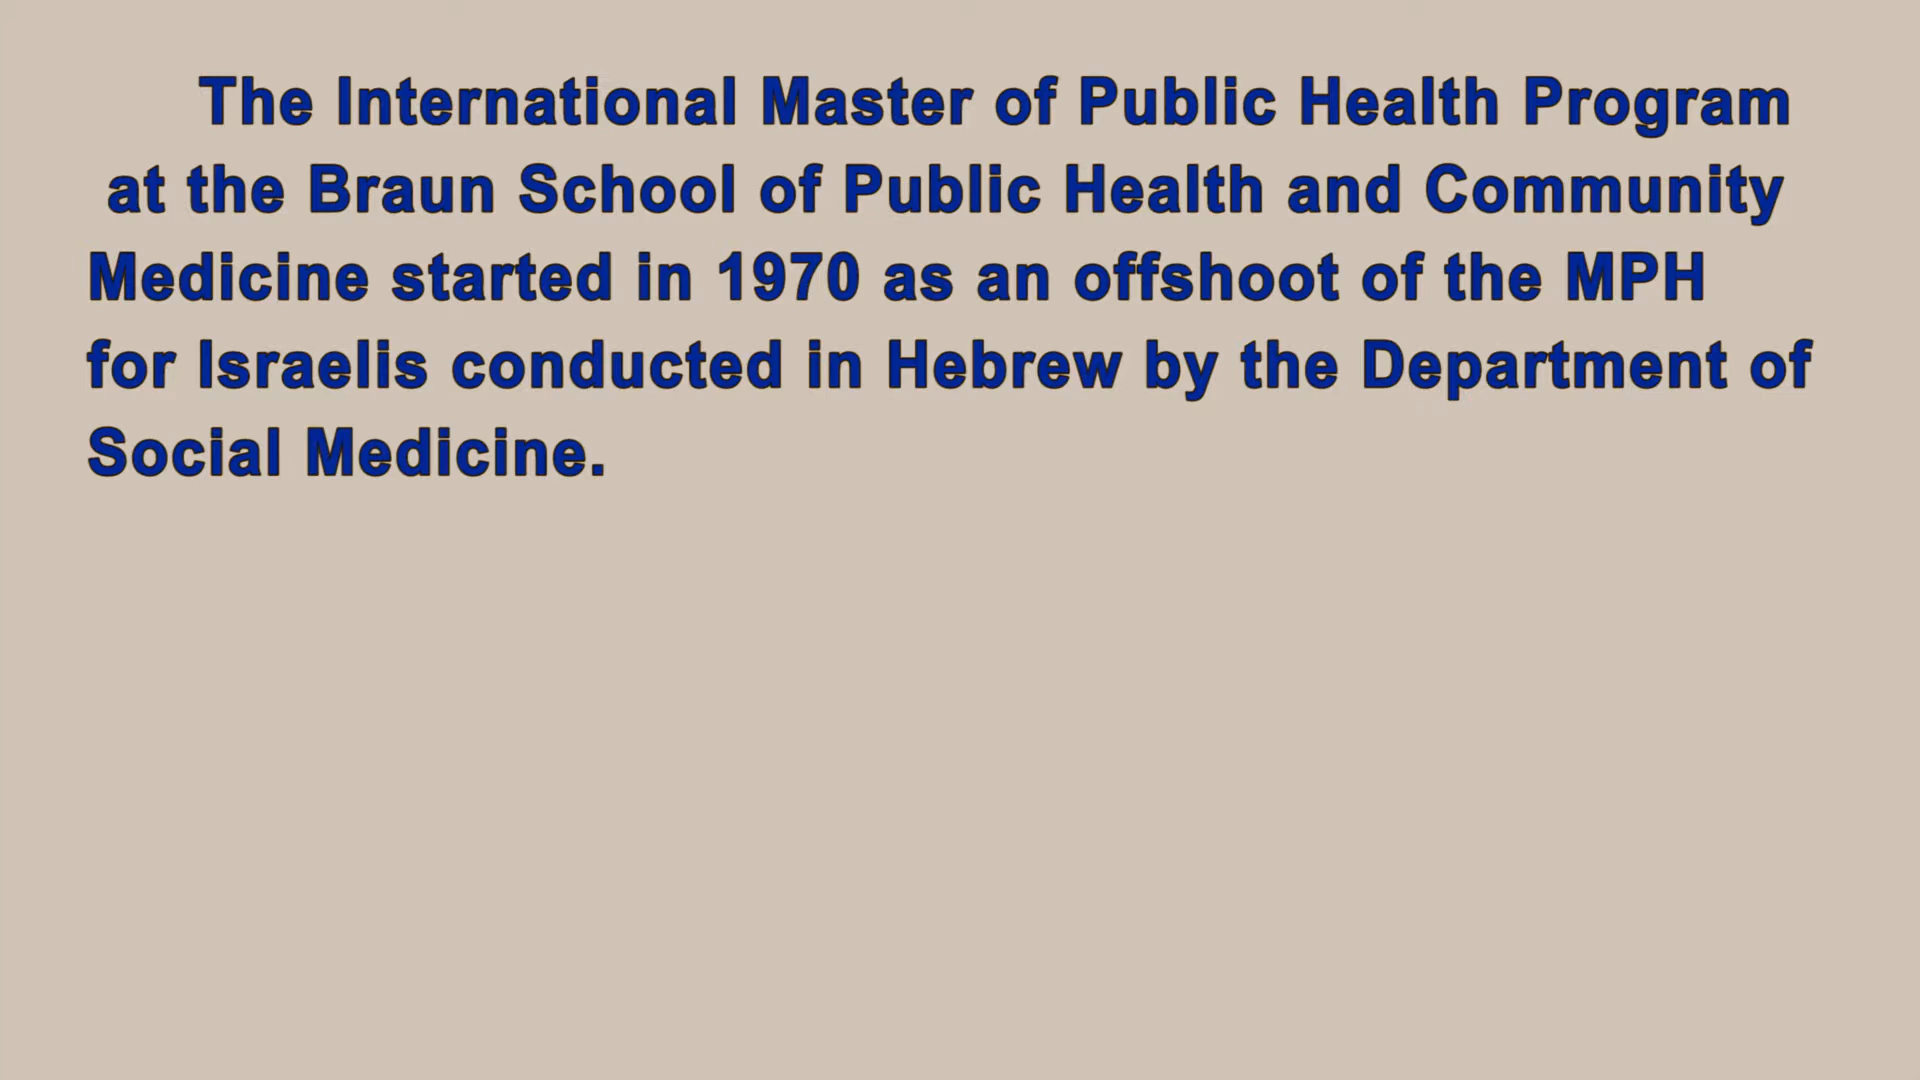 The International Master of Public Health Program
at the Braun School of Public Health and Community
Medicine started in 1970 as an offshoot of the MPH
for Israelis conducted in Hebrew by the Department of
Social Medicine.